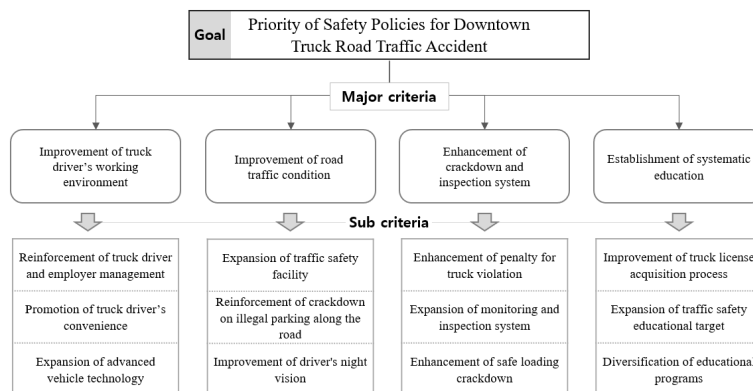 Goal
Priority of Safety Policies for Downtown
Truck Road Traffic Accident
Major criteria
Improvement of truck
driver's working
environment
Improvement of road
traffic condition
Enhancement of
crackdown and
inspection system
Establishment of systematic
education
Sub criteria
Reinforcement of truck driver
and employer management
Promotion of truck driver's
convenience
Expansion of advanced
vehicle technology
Expansion of traffic safety
facility
Reinforcement of crackdown
on illegal parking along the
road
Improvement of driver's night
vision
Enhancement of penalty for
truck violation
Expansion of monitoring and
inspection system
Enhancement of safe loading
crackdown
Improvement of truck license
acquisition process
Expansion of traffic safety
educational target
Diversification of educational
programs